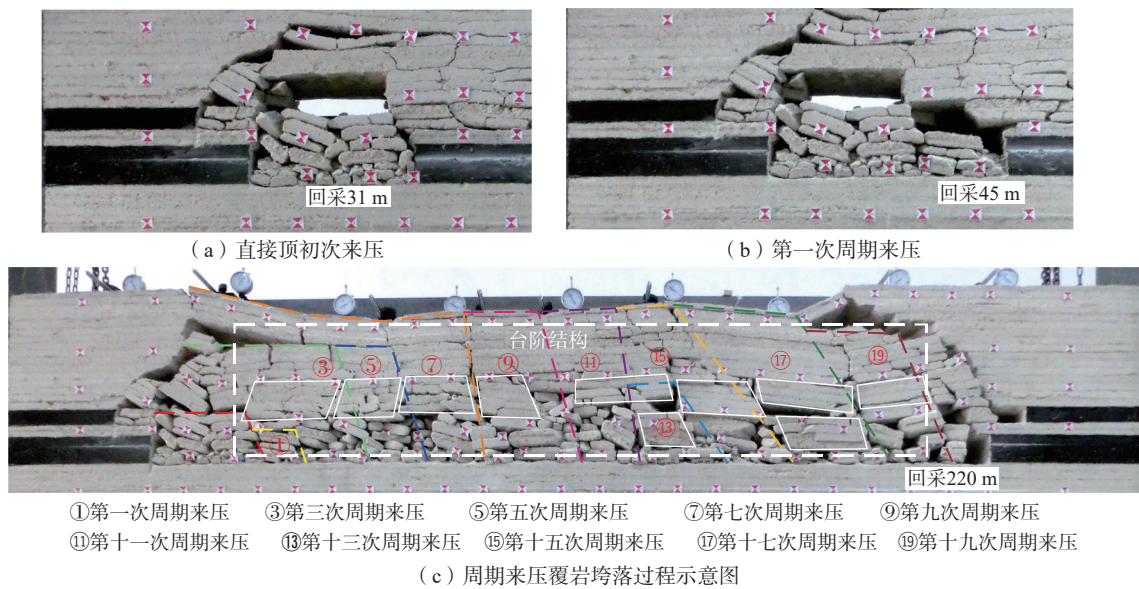 回采31 m
回采45 m
（a）直接顶初次来压
（b）第一次周期来压
台阶结构
③ ⑤ ⑦ ⑨ ⑪ ⑮ ⑰ ⑲
⑬
①
回采220 m
①第一次周期来压 ③第三次周期来压 ⑤第五次周期来压 ⑦第七次周期来压 ⑨第九次周期来压
⑪第十一次周期来压 ⑬第十三次周期来压 ⑮第十五次周期来压 ⑰第十七次周期来压 ⑲第十九次周期来压
（c）周期来压覆岩垮落过程示意图